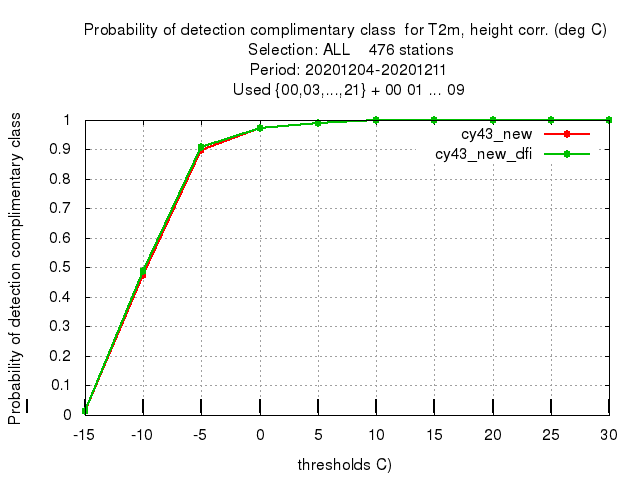 Probability of detection complimentary class  for T2m, height corr. (deg C)
Selection: ALL    476 stations
Period: 20201204-20201211
Used {00,03,...,21} + 00 01 ... 09
Probability of detection complimentary class
1
0.9
0.8
0.7
0.6
0.5
0.4
0.3
0.2
0.1
0
cy43_new
cy43_new_dfi
-15 -10 -5 0 5 10 15 20 25 30
thresholds C)